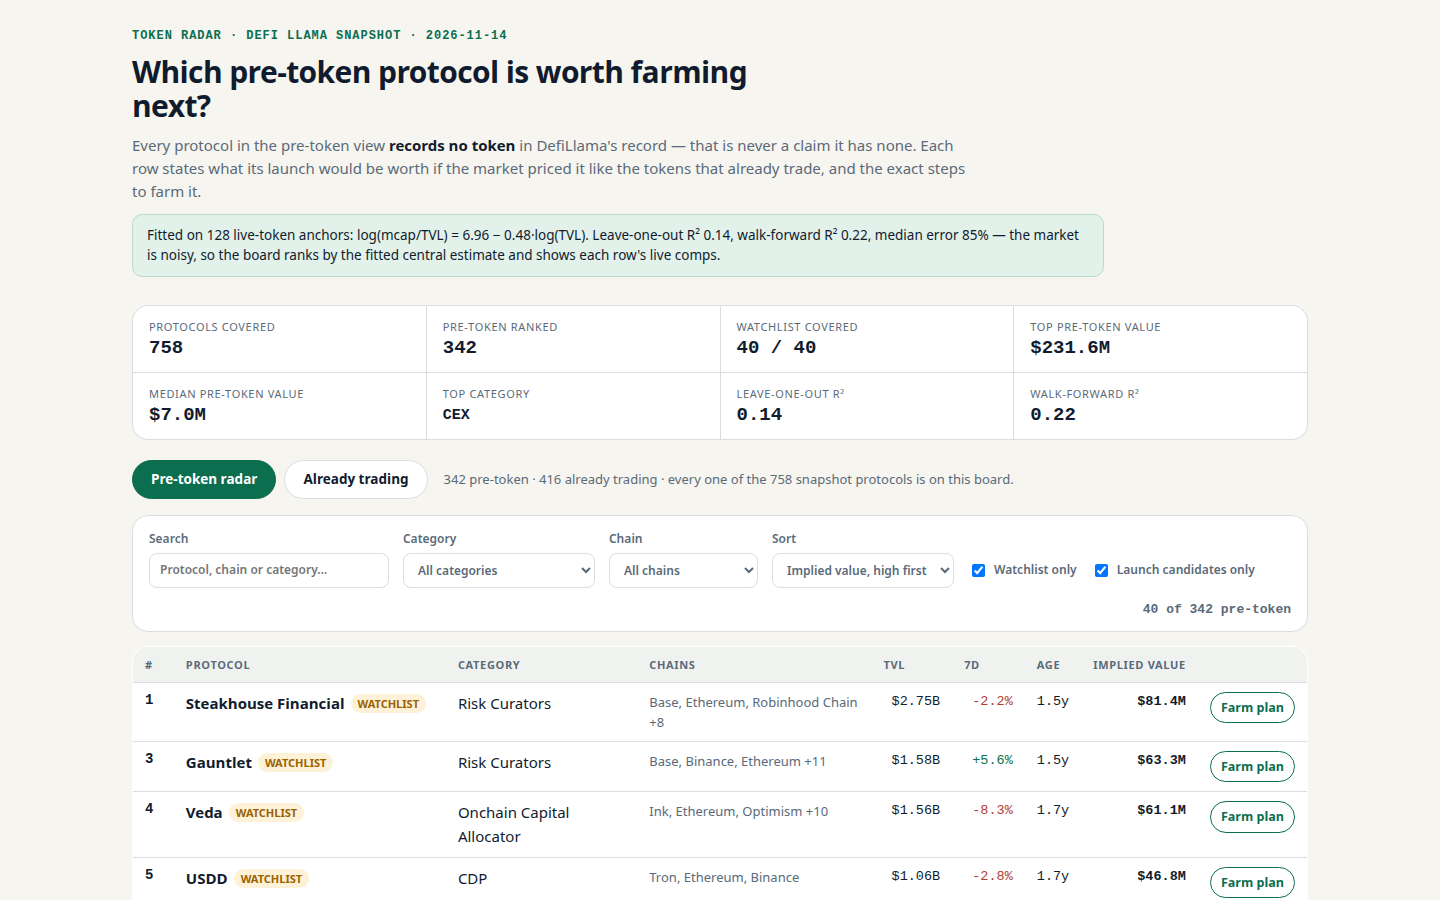 TOKEN RADAR · DEFI LLAMA SNAPSHOT · 2026-11-14
Which pre-token protocol is worth farming
next?
Every protocol in the pre-token view records no token in DefiLlama's record — that is never a claim it has none. Each
row states what its launch would be worth if the market priced it like the tokens that already trade, and the exact steps
to farm it.
Fitted on 128 live-token anchors: log(mcap/TVL) = 6.96 − 0.48·log(TVL). Leave-one-out R² 0.14, walk-forward R² 0.22, median error 85% — the market
is noisy, so the board ranks by the fitted central estimate and shows each row's live comps.
PROTOCOLS COVERED PRE-TOKEN RANKED WATCHLIST COVERED TOP PRE-TOKEN VALUE
758 342 40 / 40 $231.6M
MEDIAN PRE-TOKEN VALUE TOP CATEGORY LEAVE-ONE-OUT R² WALK-FORWARD R²
$7.0M CEX 0.14 0.22
Pre-token radar Already trading 342 pre-token · 416 already trading · every one of the 758 snapshot protocols is on this board.
Search Category Chain Sort
Protocol, chain or category... All categories All chains Implied value, high first Watchlist only Launch candidates only
40 of 342 pre-token
# PROTOCOL CATEGORY CHAINS TVL 7D AGE IMPLIED VALUE
1 Steakhouse Financial WATCHLIST Risk Curators Base, Ethereum, Robinhood Chain +8 $2.75B -2.2% 1.5y $81.4M Farm plan
3 Gauntlet WATCHLIST Risk Curators Base, Binance, Ethereum +11 $1.58B +5.6% 1.5y $63.3M Farm plan
4 Veda WATCHLIST Onchain Capital Allocator Ink, Ethereum, Optimism +10 $1.56B -8.3% 1.7y $61.1M Farm plan
5 USDD WATCHLIST CDP Tron, Ethereum, Binance $1.06B -2.8% 1.7y $46.8M Farm plan